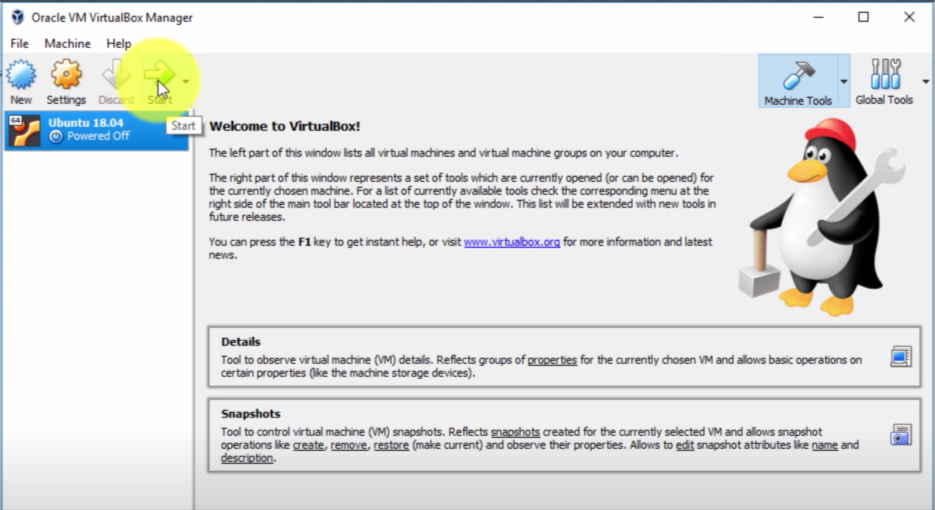 Oracle VM VirtualBox Manager
File Machine Help
New Settings Discard Start
Machine Tools Global Tools
64
Ubuntu 18.04
Powered Off
Start
Welcome to VirtualBox!
The left part of this window lists all virtual machines and virtual machine groups on your computer.
The right part of this window represents a set of tools which are currently opened (or can be opened) for
the currently chosen machine. For a list of currently available tools check the corresponding menu at the
right side of the main tool bar located at the top of the window. This list will be extended with new tools in
future releases.
You can press the F1 key to get instant help, or visit www.virtualbox.org for more information and latest
news.
Details
Tool to observe virtual machine (VM) details. Reflects groups of properties for the currently chosen VM and allows basic operations on
certain properties (like the machine storage devices).
Snapshots
Tool to control virtual machine (VM) snapshots. Reflects snapshots created for the currently selected VM and allows snapshot
operations like create, remove, restore (make current) and observe their properties. Allows to edit snapshot attributes like name and
description.